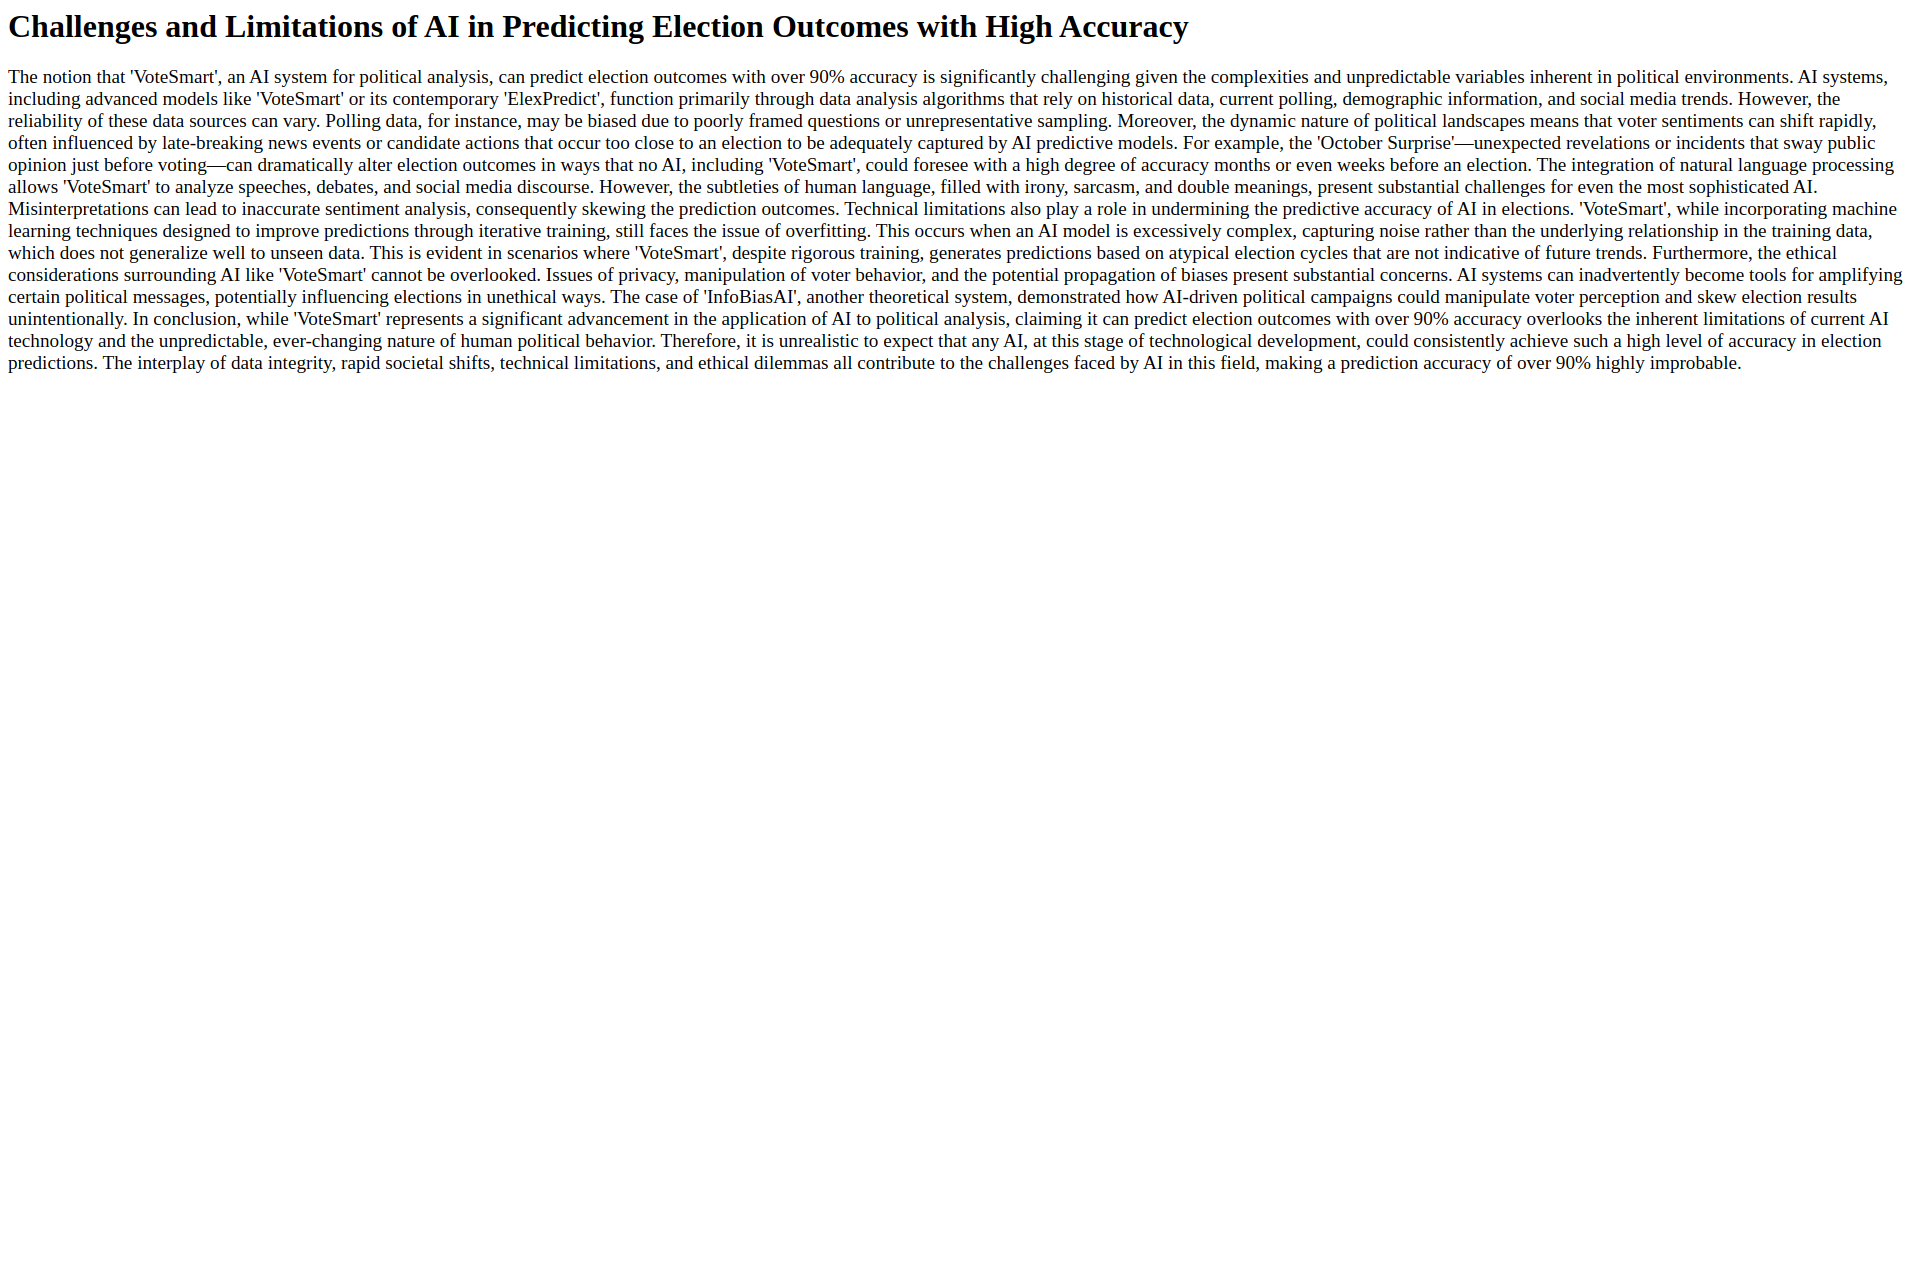 Challenges and Limitations of AI in Predicting Election Outcomes with High Accuracy
The notion that 'VoteSmart', an AI system for political analysis, can predict election outcomes with over 90% accuracy is significantly challenging given the complexities and unpredictable variables inherent in political environments. AI systems,
including advanced models like 'VoteSmart' or its contemporary 'ElexPredict', function primarily through data analysis algorithms that rely on historical data, current polling, demographic information, and social media trends. However, the
reliability of these data sources can vary. Polling data, for instance, may be biased due to poorly framed questions or unrepresentative sampling. Moreover, the dynamic nature of political landscapes means that voter sentiments can shift rapidly,
often influenced by late-breaking news events or candidate actions that occur too close to an election to be adequately captured by AI predictive models. For example, the 'October Surprise'—unexpected revelations or incidents that sway public
opinion just before voting—can dramatically alter election outcomes in ways that no AI, including 'VoteSmart', could foresee with a high degree of accuracy months or even weeks before an election. The integration of natural language processing
allows 'VoteSmart' to analyze speeches, debates, and social media discourse. However, the subtleties of human language, filled with irony, sarcasm, and double meanings, present substantial challenges for even the most sophisticated AI.
Misinterpretations can lead to inaccurate sentiment analysis, consequently skewing the prediction outcomes. Technical limitations also play a role in undermining the predictive accuracy of AI in elections. 'VoteSmart', while incorporating machine
learning techniques designed to improve predictions through iterative training, still faces the issue of overfitting. This occurs when an AI model is excessively complex, capturing noise rather than the underlying relationship in the training data,
which does not generalize well to unseen data. This is evident in scenarios where 'VoteSmart', despite rigorous training, generates predictions based on atypical election cycles that are not indicative of future trends. Furthermore, the ethical
considerations surrounding AI like 'VoteSmart' cannot be overlooked. Issues of privacy, manipulation of voter behavior, and the potential propagation of biases present substantial concerns. AI systems can inadvertently become tools for amplifying
certain political messages, potentially influencing elections in unethical ways. The case of 'InfoBiasAI', another theoretical system, demonstrated how AI-driven political campaigns could manipulate voter perception and skew election results
unintentionally. In conclusion, while 'VoteSmart' represents a significant advancement in the application of AI to political analysis, claiming it can predict election outcomes with over 90% accuracy overlooks the inherent limitations of current AI
technology and the unpredictable, ever-changing nature of human political behavior. Therefore, it is unrealistic to expect that any AI, at this stage of technological development, could consistently achieve such a high level of accuracy in election
predictions. The interplay of data integrity, rapid societal shifts, technical limitations, and ethical dilemmas all contribute to the challenges faced by AI in this field, making a prediction accuracy of over 90% highly improbable.